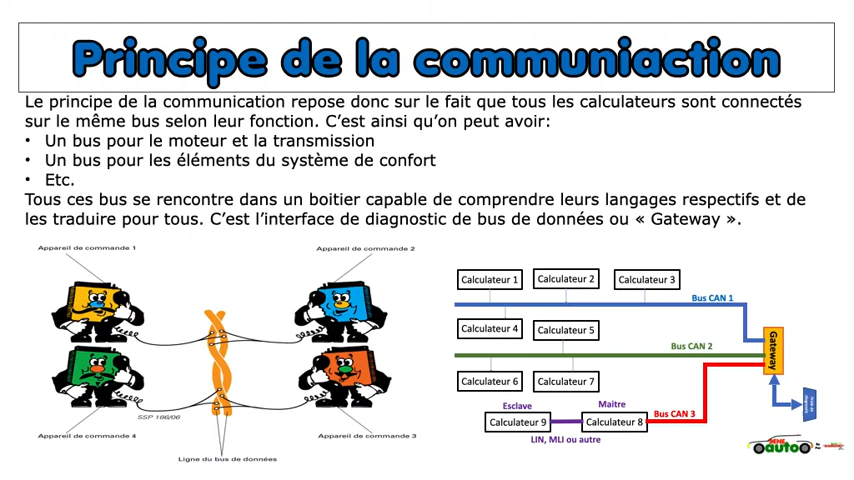 Principe de la communiaction
Le principe de la communication repose donc sur le fait que tous les calculateurs sont connectés
sur le même bus selon leur fonction. C’est ainsi qu’on peut avoir:
• Un bus pour le moteur et la transmission
• Un bus pour les éléments du système de confort
• Etc.
Tous ces bus se rencontre dans un boitier capable de comprendre leurs langages respectifs et de
les traduire pour tous. C’est l’interface de diagnostic de bus de données ou « Gateway ».
Appareil de commande 1
Appareil de commande 2
SSP 186/06
Appareil de commande 4
Appareil de commande 3
Ligne du bus de données
Calculateur 1
Calculateur 2
Calculateur 3
Bus CAN 1
Calculateur 4
Calculateur 5
Bus CAN 2
Gateway
Calculateur 6
Calculateur 7
Esclave
Maitre
Bus CAN 3
Calculateur 9
Calculateur 8
LIN, MLI ou autre
auto